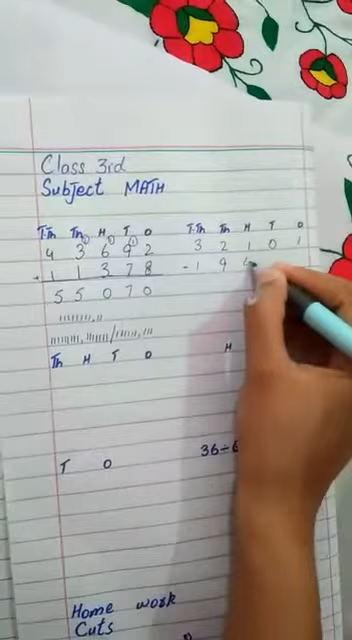 Class 3rd
Subject MATH
T.Th Th H T O T.Th Th H T O
4 3 6 9 2 3 2 1 0 1
+ 1 1 3 7 8 - 1 9
5 5 0 7 0
Th H T O H
T O 36÷6
Home work
Cuts